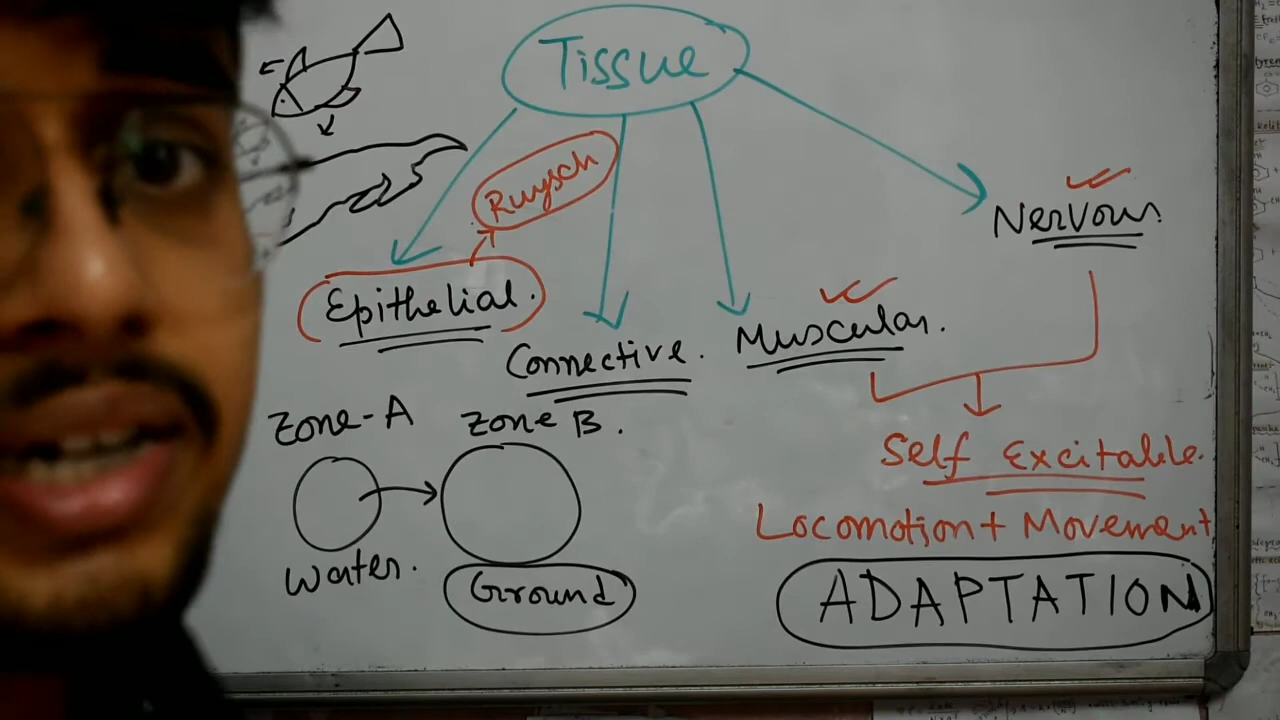 Tissue
Ruysch
Nervous.
Epithelial.
Connective.
Muscular.
Zone-A
Zone B.
Self Excitable.
Locomotion + Movement
Water.
Ground
ADAPTATION